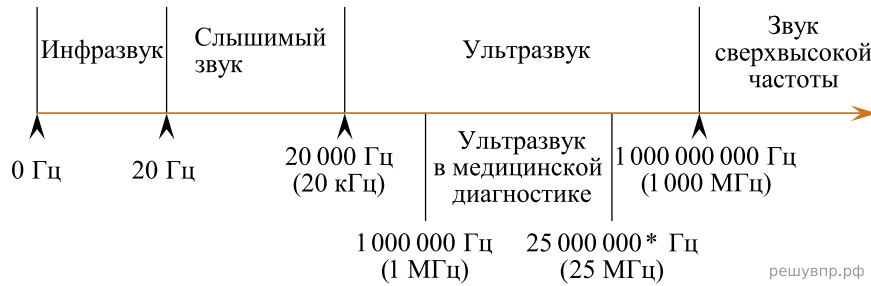 Инфразвук
Слышимый
звук
Ультразвук
Звук
сверхвысокой
частоты
0 Гц
20 Гц
20 000 Гц
(20 кГц)
Ультразвук
в медицинской
диагностике
1 000 000 000 Гц
(1 000 МГц)
1 000 000 Гц
(1 МГц)
25 000 000* Гц
(25 МГц)
решувпр.рф